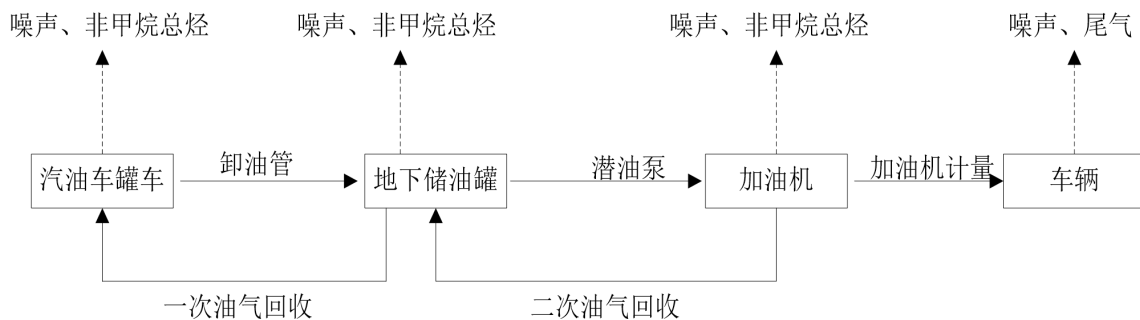 噪声、非甲烷总烃
噪声、非甲烷总烃
噪声、非甲烷总烃
噪声、尾气
汽油车罐车
卸油管
地下储油罐
潜油泵
加油机
加油机计量
车辆
一次油气回收
二次油气回收